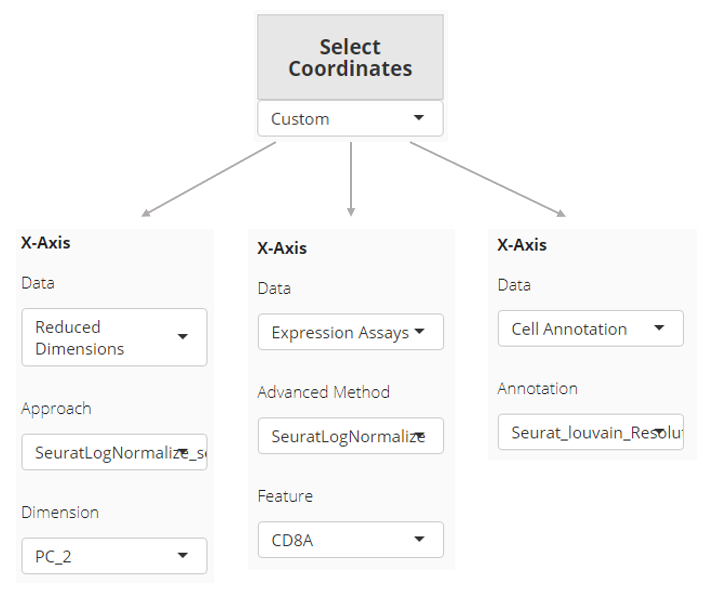 Select
Coordinates
Custom
X-Axis
Data
Reduced
Dimensions
Approach
SeuratLogNormalize_s
Dimension
PC_2
X-Axis
Data
Expression Assays
Advanced Method
SeuratLogNormalize
Feature
CD8A
X-Axis
Data
Cell Annotation
Annotation
Seurat_louvain_Resolut